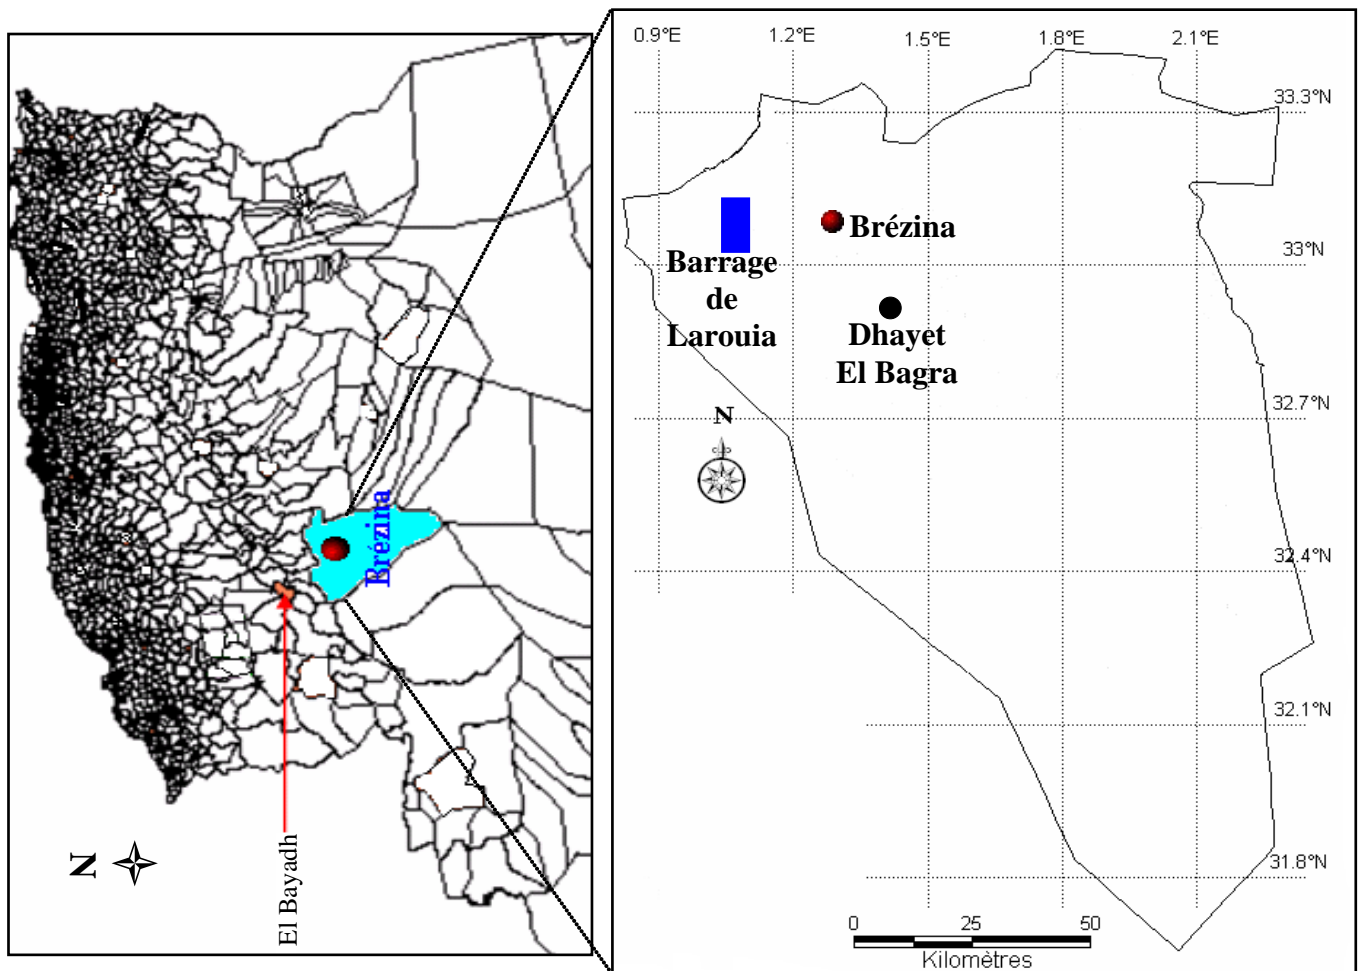 Brézina
El Bayadh
N
0.9°E
1.2°E
1.5°E
1.8°E
2.1°E
33.3°N
Brézina
33°N
Barrage
de
Larouia
Dhayet
El Bagra
32.7°N
N
32.4°N
32.1°N
31.8°N
0 25 50
Kilomètres